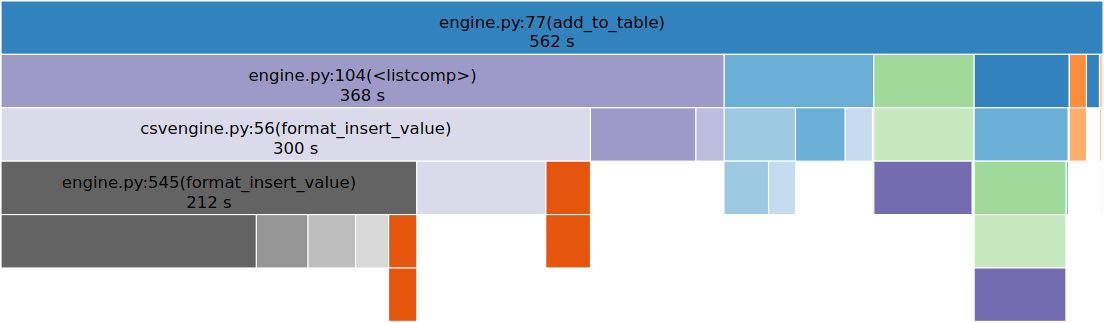 engine.py:77(add_to_table)
562 s
engine.py:104(<listcomp>)
368 s
csvengine.py:56(format_insert_value)
300 s
engine.py:545(format_insert_value)
212 s